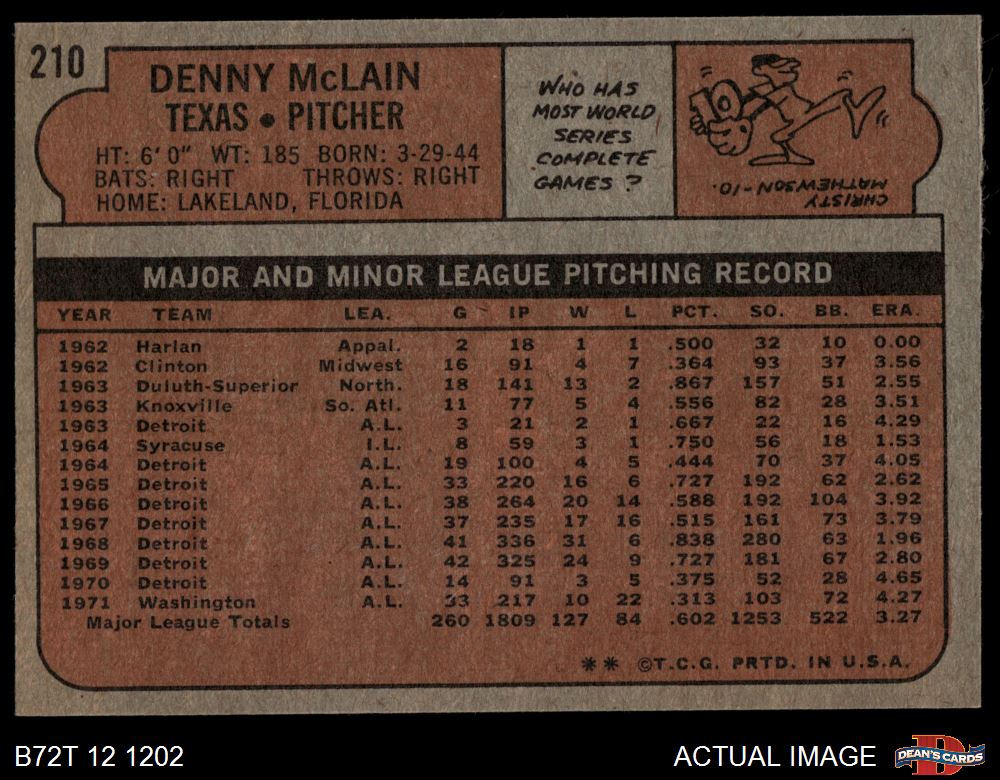 210
DENNY McLAIN
TEXAS • PITCHER
HT: 6' 0" WT: 185 BORN: 3-29-44
BATS: RIGHT THROWS: RIGHT
HOME: LAKELAND, FLORIDA
WHO HAS
MOST WORLD
SERIES
COMPLETE
GAMES ?
10
CHRISTY
MATHEWSON-10.
MAJOR AND MINOR LEAGUE PITCHING RECORD
YEAR TEAM LEA. G IP W L PCT. SO. BB. ERA.
1962 Harlan Appal. 2 18 1 1 .500 32 10 0.00
1962 Clinton Midwest 16 91 4 7 .364 93 37 3.56
1963 Duluth-Superior North. 18 141 13 2 .867 157 51 2.55
1963 Knoxville So. Atl. 11 77 5 4 .556 82 28 3.51
1963 Detroit A.L. 3 21 2 1 .667 22 16 4.29
1964 Syracuse I.L. 8 59 3 1 .750 56 18 1.53
1964 Detroit A.L. 19 100 4 5 .444 70 37 4.05
1965 Detroit A.L. 33 220 16 6 .727 192 62 2.62
1966 Detroit A.L. 38 264 20 14 .588 192 104 3.92
1967 Detroit A.L. 37 235 17 16 .515 161 73 3.79
1968 Detroit A.L. 41 336 31 6 .838 280 63 1.96
1969 Detroit A.L. 42 325 24 9 .727 181 67 2.80
1970 Detroit A.L. 14 91 3 5 .375 52 28 4.65
1971 Washington A.L. 33 217 10 22 .313 103 72 4.27
Major League Totals 260 1809 127 84 .602 1253 522 3.27
** ©T.C.G. PRTD. IN U.S.A.
B72T 12 1202
ACTUAL IMAGE
D
DEAN'S CARDS